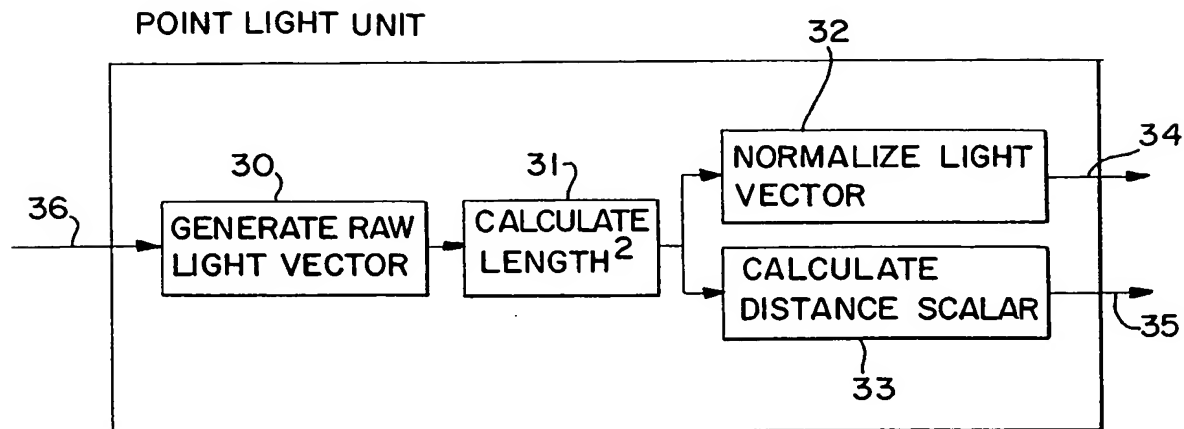 POINT LIGHT UNIT
32
30
31
34
36
GENERATE RAW
LIGHT VECTOR
CALCULATE
LENGTH²
NORMALIZE LIGHT
VECTOR
CALCULATE
DISTANCE SCALAR
35
33